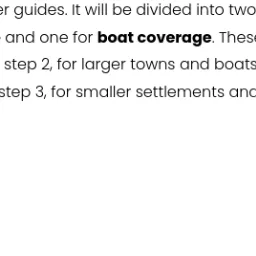 guides. It will be divided into two
and one for boat coverage. These
step 2, for larger towns and boats
step 3, for smaller settlements and